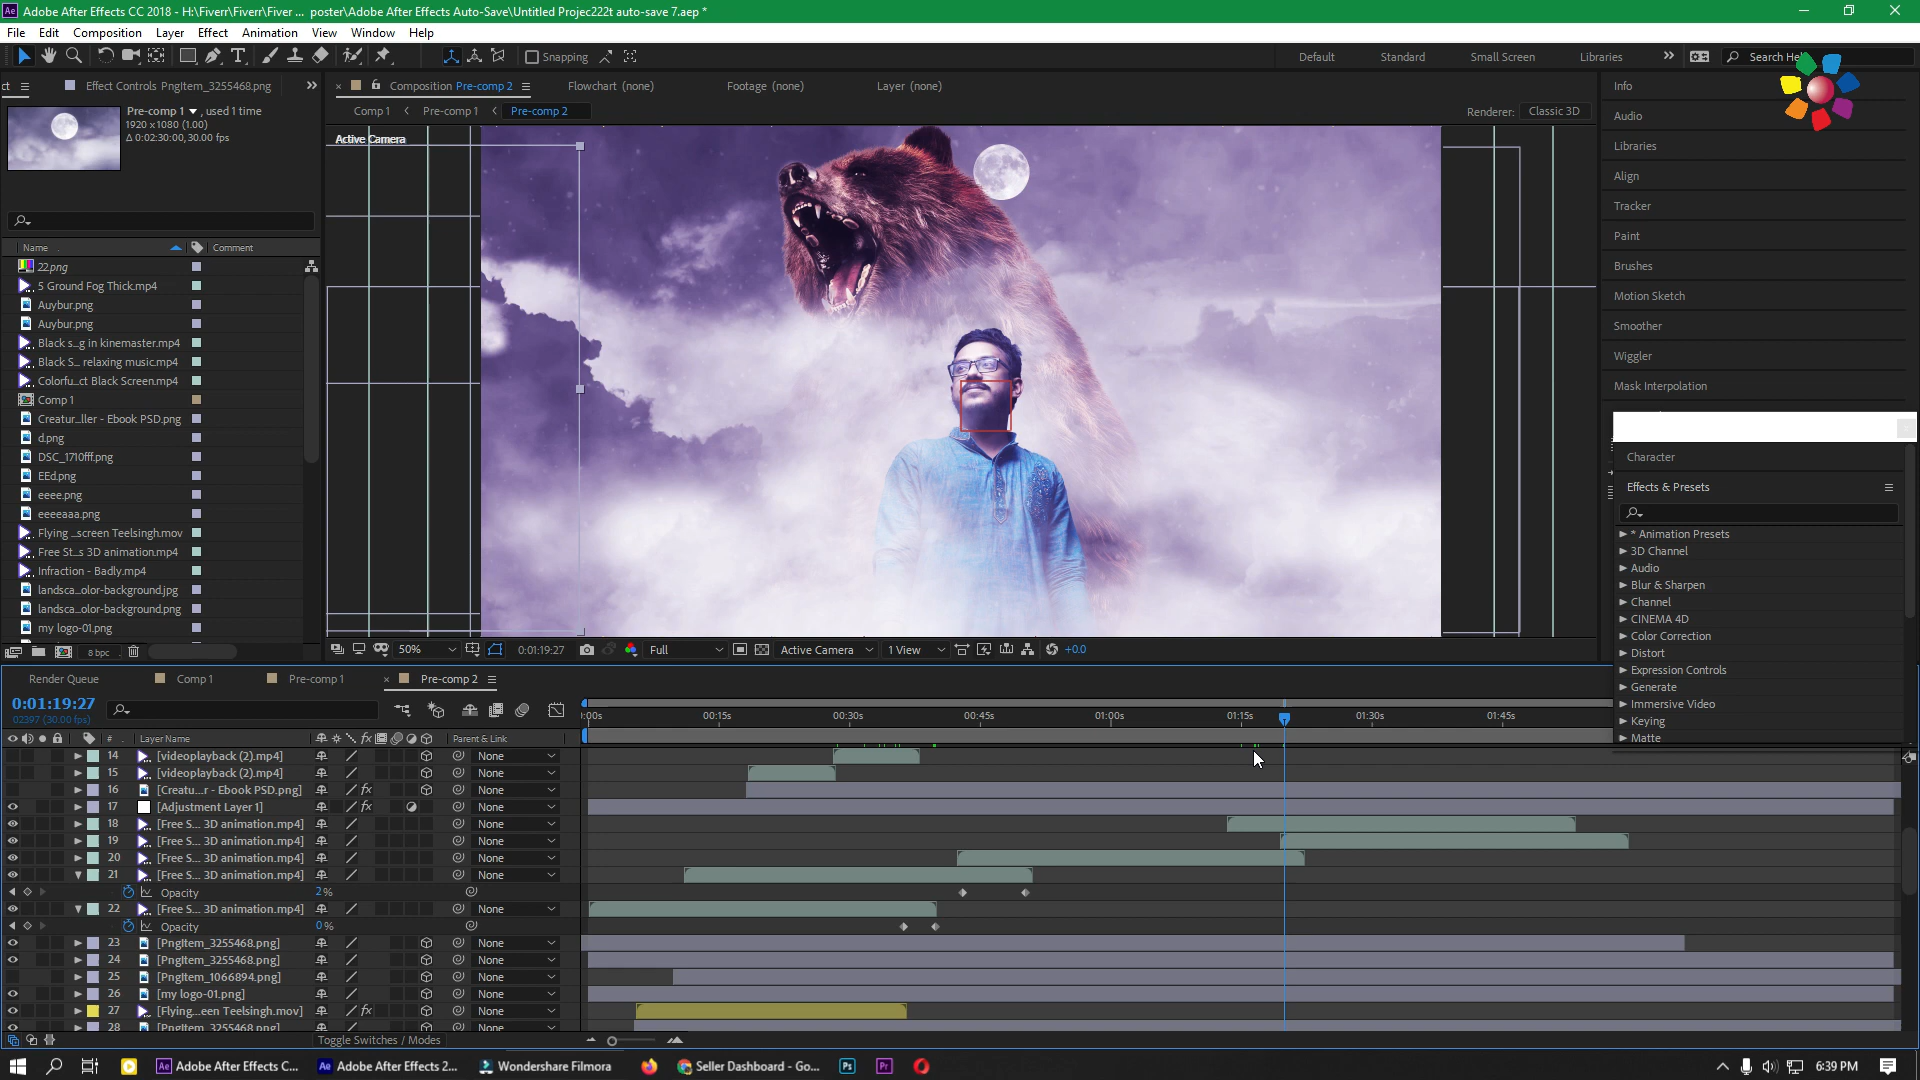 Adobe After Effects CC 2018 - H:\Fiverr\Fiverr\Fiver ... poster\Adobe After Effects Auto-Save\Untitled Projec222t auto-save 7.aep *
File Edit Composition Layer Effect Animation View Window Help
Snapping
Default Standard Small Screen Libraries
Search Hel
Effect Controls PngItem_3255468.png
Composition Pre-comp 2
Flowchart (none) Footage (none) Layer (none)
Pre-comp 1 , used 1 time
1920 x 1080 (1.00)
Δ 0:02:30:00, 30.00 fps
Comp 1 Pre-comp 1 Pre-comp 2
Renderer: Classic 3D
Active Camera
Name Comment
22.png
5 Ground Fog Thick.mp4
Auybur.png
Auybur.png
Black s...g in kinemaster.mp4
Black S... relaxing music.mp4
Colorfu...ct Black Screen.mp4
Comp 1
Creatur...ller - Ebook PSD.png
d.png
DSC_1710fff.png
EEd.png
eeee.png
eeeeaaa.png
Flying ...screen Teelsingh.mov
Free St...s 3D animation.mp4
Infraction - Badly.mp4
landsca...olor-background.jpg
landsca...olor-background.png
my logo-01.png
8 bpc
50% 0:01:19:27 Full Active Camera 1 View +0.0
Info
Audio
Libraries
Align
Tracker
Paint
Brushes
Motion Sketch
Smoother
Wiggler
Mask Interpolation
Character
Effects & Presets
* Animation Presets
3D Channel
Audio
Blur & Sharpen
Channel
CINEMA 4D
Color Correction
Distort
Expression Controls
Generate
Immersive Video
Keying
Matte
Render Queue Comp 1 Pre-comp 1 Pre-comp 2
0:01:19:27
02397 (30.00 fps)
:00s 00:15s 00:30s 00:45s 01:00s 01:15s 01:30s 01:45s
# Layer Name Parent & Link
14 [videoplayback (2).mp4] None
15 [videoplayback (2).mp4] None
16 [Creatu...r - Ebook PSD.png] None
17 [Adjustment Layer 1] None
18 [Free S... 3D animation.mp4] None
19 [Free S... 3D animation.mp4] None
20 [Free S... 3D animation.mp4] None
21 [Free S... 3D animation.mp4] None
Opacity 2%
22 [Free S... 3D animation.mp4] None
Opacity 0%
23 [PngItem_3255468.png] None
24 [PngItem_3255468.png] None
25 [PngItem_1066894.png] None
26 [my logo-01.png] None
27 [Flying...een Teelsingh.mov] None
28 [PngItem_3255468.png] None
Toggle Switches / Modes
Adobe After Effects C... Adobe After Effects 2... Wondershare Filmora Seller Dashboard - Go... 6:39 PM